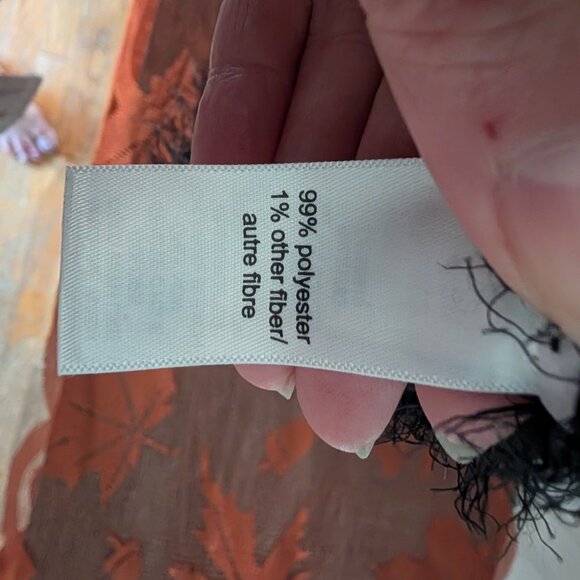 99% polyester
1% other fiber/
autre fibre